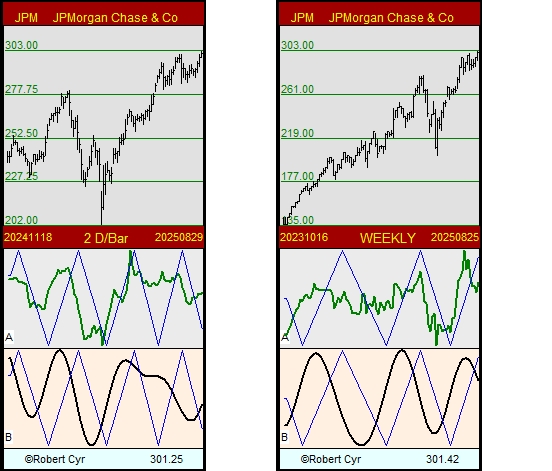 JPM JPMorgan Chase & Co
303.00
277.75
252.50
227.25
202.00
20241118 2 D/Bar 20250829
A
B
©Robert Cyr 301.25
JPM JPMorgan Chase & Co
303.00
261.00
219.00
177.00
135.00
20231016 WEEKLY 20250825
A
B
©Robert Cyr 301.42